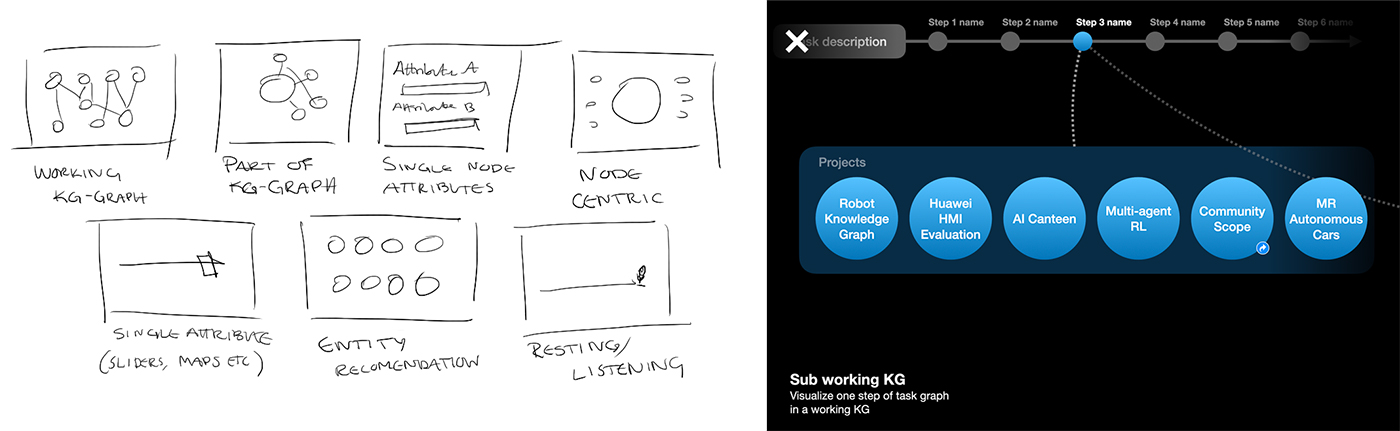 WORKING
KG-GRAPH
PART OF
KG-GRAPH
Attribute A
Attribute B
SINGLE NODE
ATTRIBUTES
NODE
CENTRIC
SINGLE ATTRIBUTE
(SLIDERS, MAPS ETC)
ENTITY
RECOMENDATION
RESTING/
LISTENING
sk description
Step 1 name
Step 2 name
Step 3 name
Step 4 name
Step 5 name
Step 6 name
Projects
Robot
Knowledge
Graph
Huawei
HMI
Evaluation
AI Canteen
Multi-agent
RL
Community
Scope
MR
Autonomous
Cars
Sub working KG
Visualize one step of task graph
in a working KG